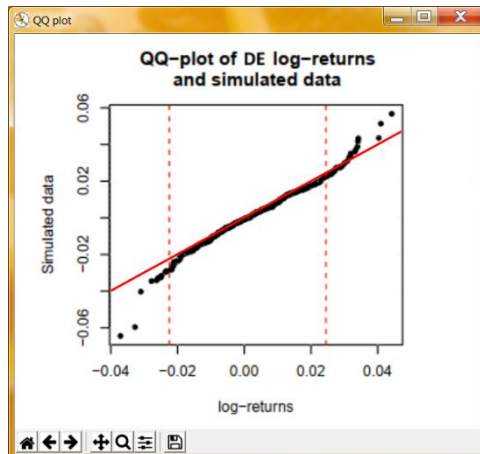 QQ plot
QQ−plot of DE log−returns
and simulated data
Simulated data
0.06
0.02
−0.02
−0.06
−0.04 −0.02 0.00 0.02 0.04
log−returns